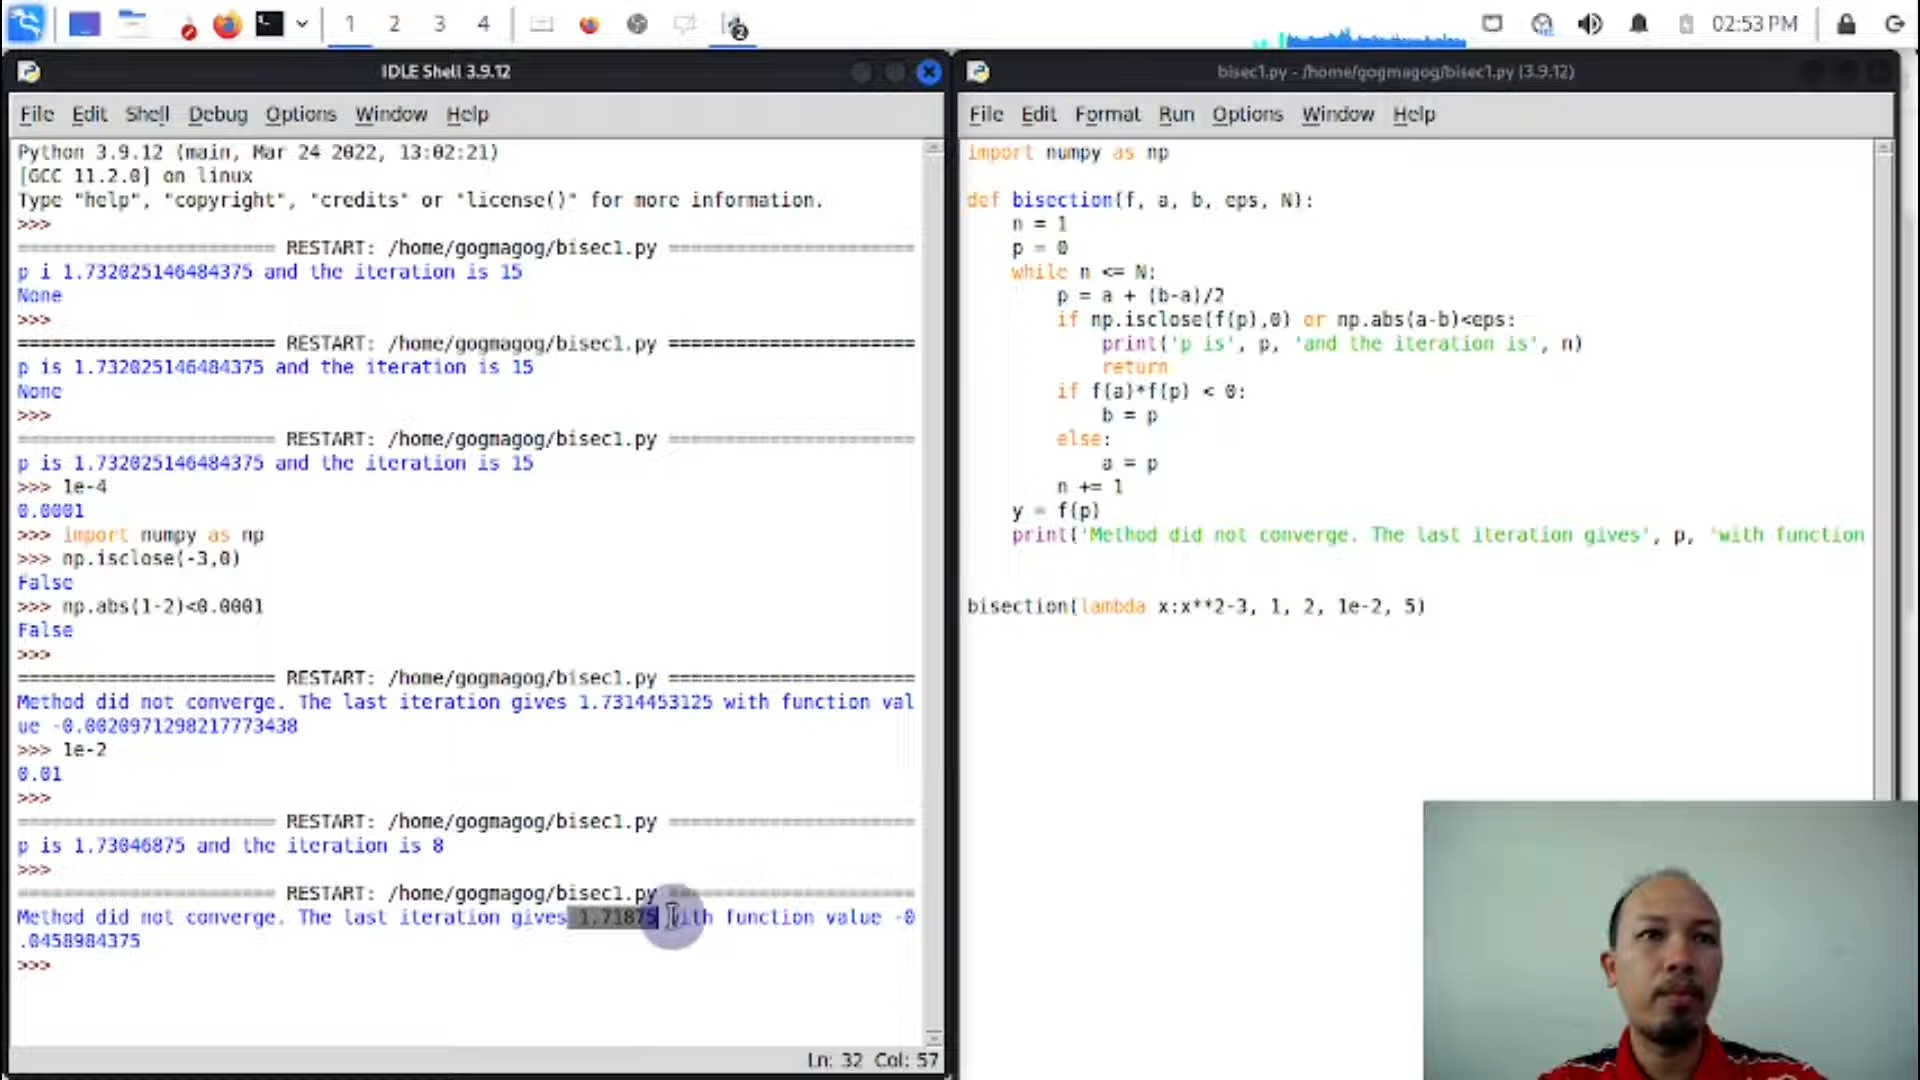 1 2 3 4 2 02:53 PM
IDLE Shell 3.9.12
File Edit Shell Debug Options Window Help
Python 3.9.12 (main, Mar 24 2022, 13:02:21)
[GCC 11.2.0] on linux
Type "help", "copyright", "credits" or "license()" for more information.
>>>
======================= RESTART: /home/gogmagog/bisec1.py ======================
p i 1.732025146484375 and the iteration is 15
None
>>>
======================= RESTART: /home/gogmagog/bisec1.py ======================
p is 1.732025146484375 and the iteration is 15
None
>>>
======================= RESTART: /home/gogmagog/bisec1.py ======================
p is 1.732025146484375 and the iteration is 15
>>> 1e-4
0.0001
>>> import numpy as np
>>> np.isclose(-3,0)
False
>>> np.abs(1-2)<0.0001
False
>>>
======================= RESTART: /home/gogmagog/bisec1.py ======================
Method did not converge. The last iteration gives 1.7314453125 with function val
ue -0.0020971298217773438
>>> 1e-2
0.01
>>>
======================= RESTART: /home/gogmagog/bisec1.py ======================
p is 1.73046875 and the iteration is 8
>>>
======================= RESTART: /home/gogmagog/bisec1.py ======================
Method did not converge. The last iteration gives 1.71875 with function value -0
.0458984375
>>>
Ln: 32 Col: 57
bisec1.py - /home/gogmagog/bisec1.py (3.9.12)
File Edit Format Run Options Window Help
import numpy as np
def bisection(f, a, b, eps, N):
    n = 1
    p = 0
    while n <= N:
        p = a + (b-a)/2
        if np.isclose(f(p),0) or np.abs(a-b)<eps:
            print('p is', p, 'and the iteration is', n)
            return
        if f(a)*f(p) < 0:
            b = p
        else:
            a = p
        n += 1
    y = f(p)
    print('Method did not converge. The last iteration gives', p, 'with function
bisection(lambda x:x**2-3, 1, 2, 1e-2, 5)